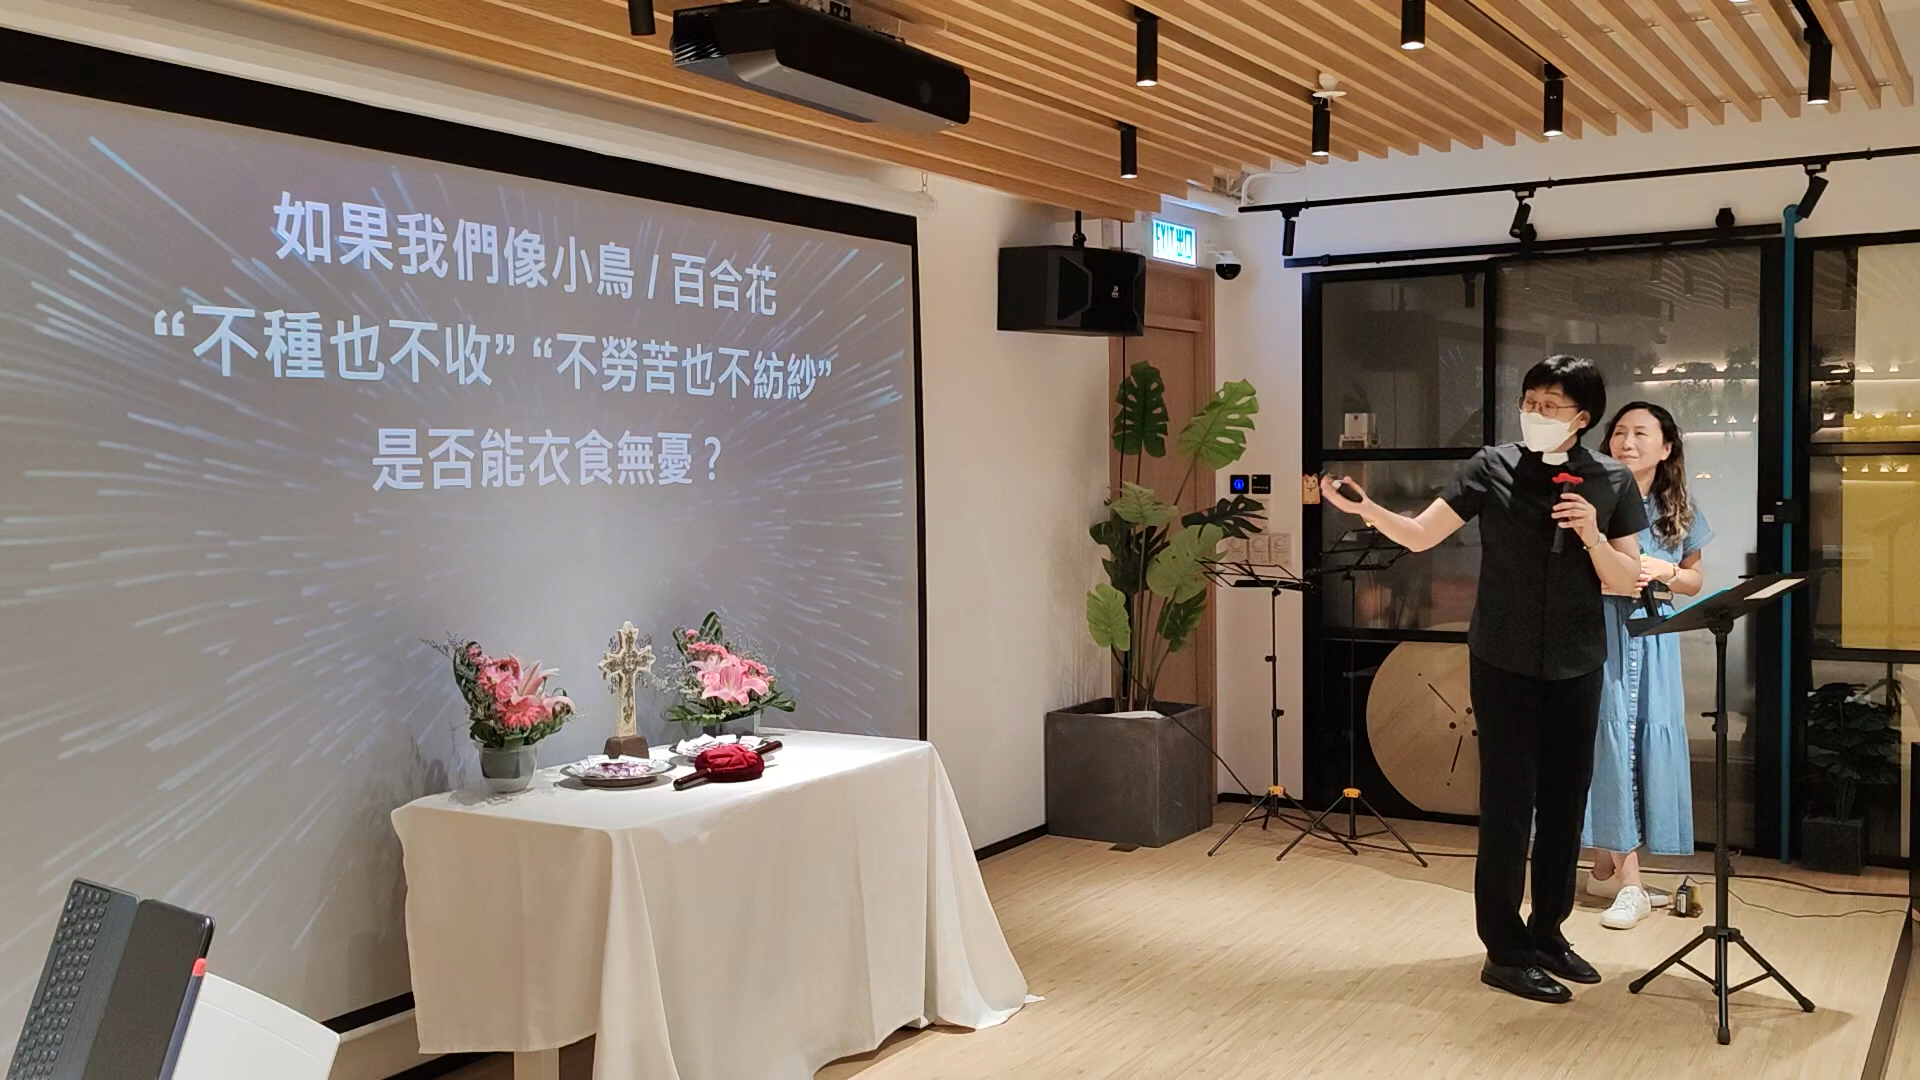 如果我們像小鳥 / 百合花
“不種也不收” “不勞苦也不紡紗”
是否能衣食無憂？
EXIT 出口